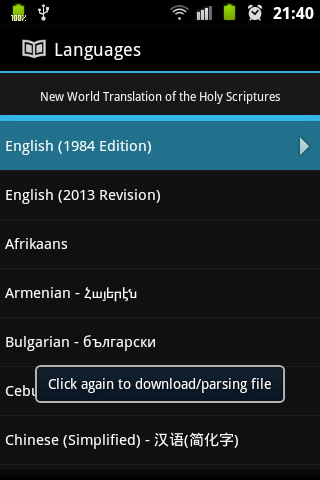 100%
21:40
Languages
New World Translation of the Holy Scriptures
English (1984 Edition)
English (2013 Revision)
Afrikaans
Armenian - Հայերէն
Bulgarian - български
Click again to download/parsing file
Chinese (Simplified) - 汉语(简化字)